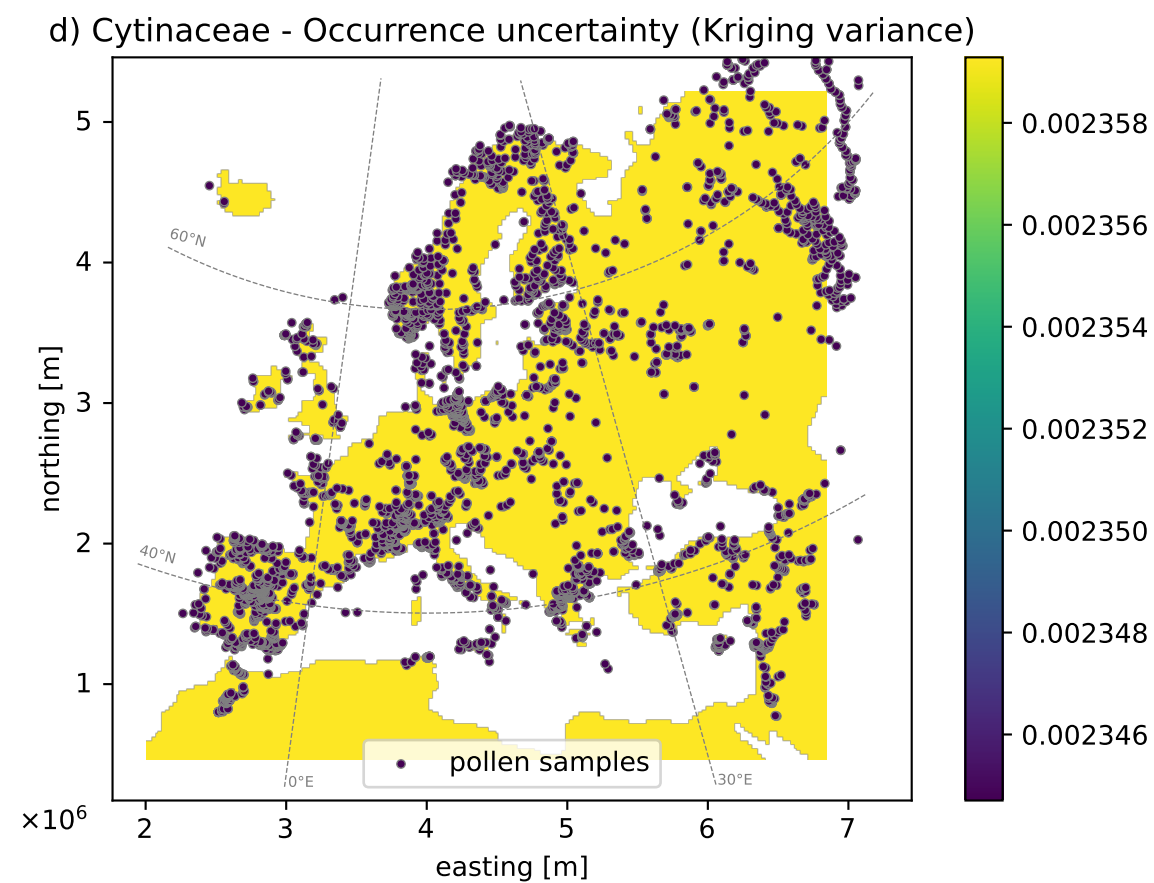 d) Cytinaceae - Occurrence uncertainty (Kriging variance)
5
4
3
2
1
northing [m]
60°N
40°N
0°E
30°E
pollen samples
×10⁶
2
3
4
5
6
7
easting [m]
0.002358
0.002356
0.002354
0.002352
0.002350
0.002348
0.002346